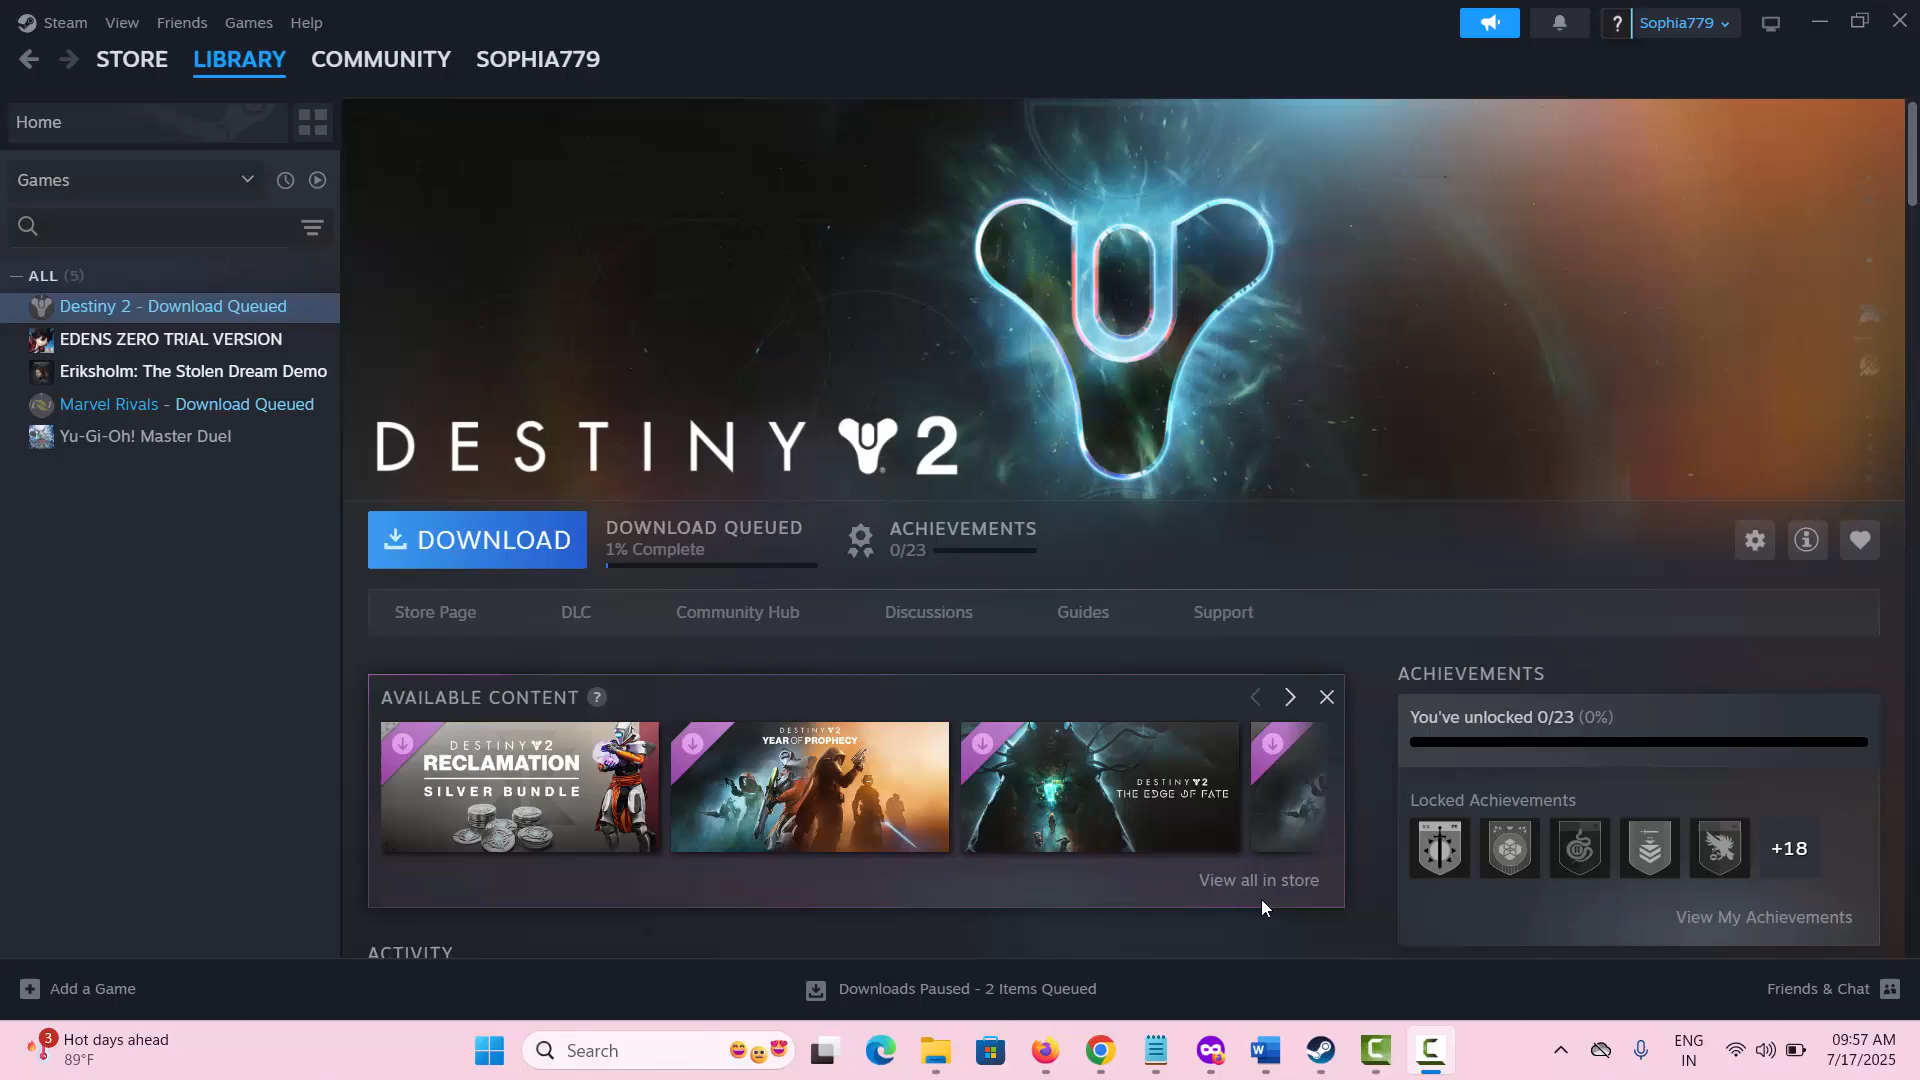 Steam View Friends Games Help
? Sophia779
STORE LIBRARY COMMUNITY SOPHIA779
Home
Games
ALL (5)
Destiny 2 - Download Queued
EDENS ZERO TRIAL VERSION
Eriksholm: The Stolen Dream Demo
Marvel Rivals - Download Queued
Yu-Gi-Oh! Master Duel
DESTINY 2
DOWNLOAD
DOWNLOAD QUEUED
1% Complete
ACHIEVEMENTS
0/23
Store Page DLC Community Hub Discussions Guides Support
AVAILABLE CONTENT ?
DESTINY 2
RECLAMATION
SILVER BUNDLE
DESTINY 2
YEAR OF PROPHECY
DESTINY 2
THE EDGE OF FATE
View all in store
ACHIEVEMENTS
You've unlocked 0/23 (0%)
Locked Achievements
+18
View My Achievements
ACTIVITY
Add a Game
Downloads Paused - 2 Items Queued
Friends & Chat
3
Hot days ahead
89°F
Search
ENG
IN
09:57 AM
7/17/2025